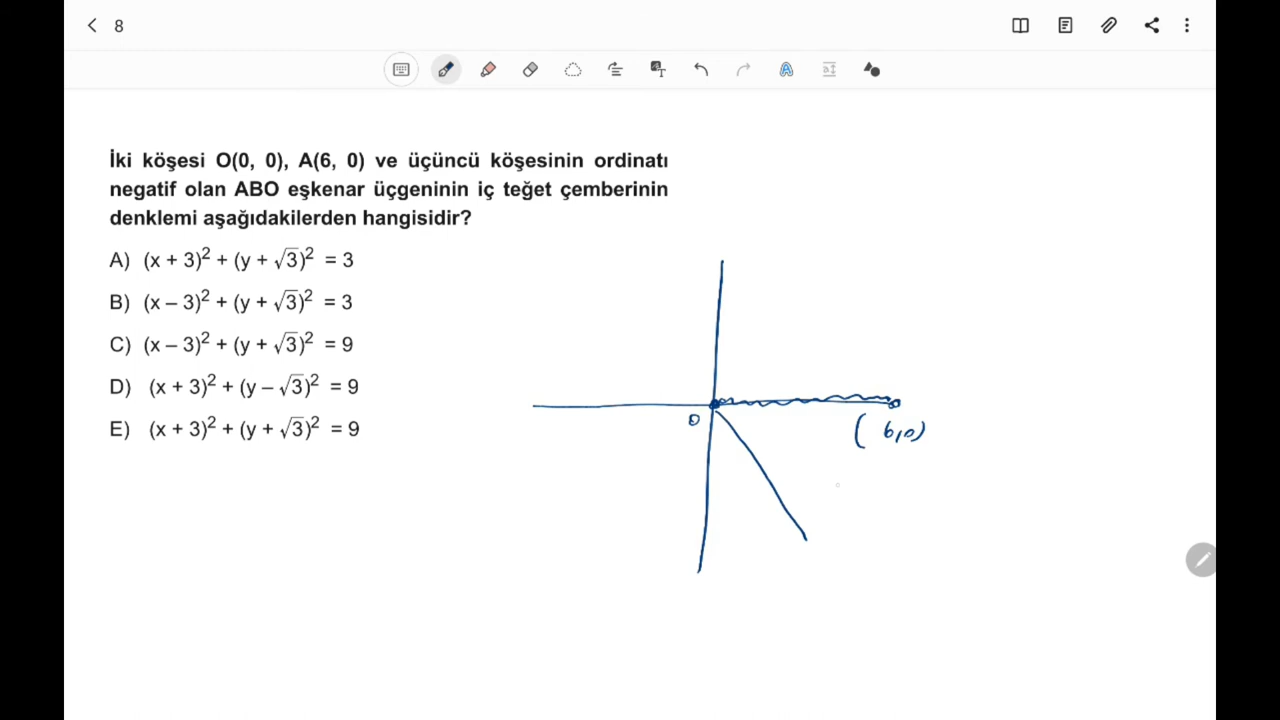 8
İki köşesi O(0, 0), A(6, 0) ve üçüncü köşesinin ordinatı
negatif olan ABO eşkenar üçgeninin iç teğet çemberinin
denklemi aşağıdakilerden hangisidir?
A) (x + 3)² + (y + √3)² = 3
B) (x – 3)² + (y + √3)² = 3
C) (x – 3)² + (y + √3)² = 9
D) (x + 3)² + (y – √3)² = 9
E) (x + 3)² + (y + √3)² = 9
0
(6,0)